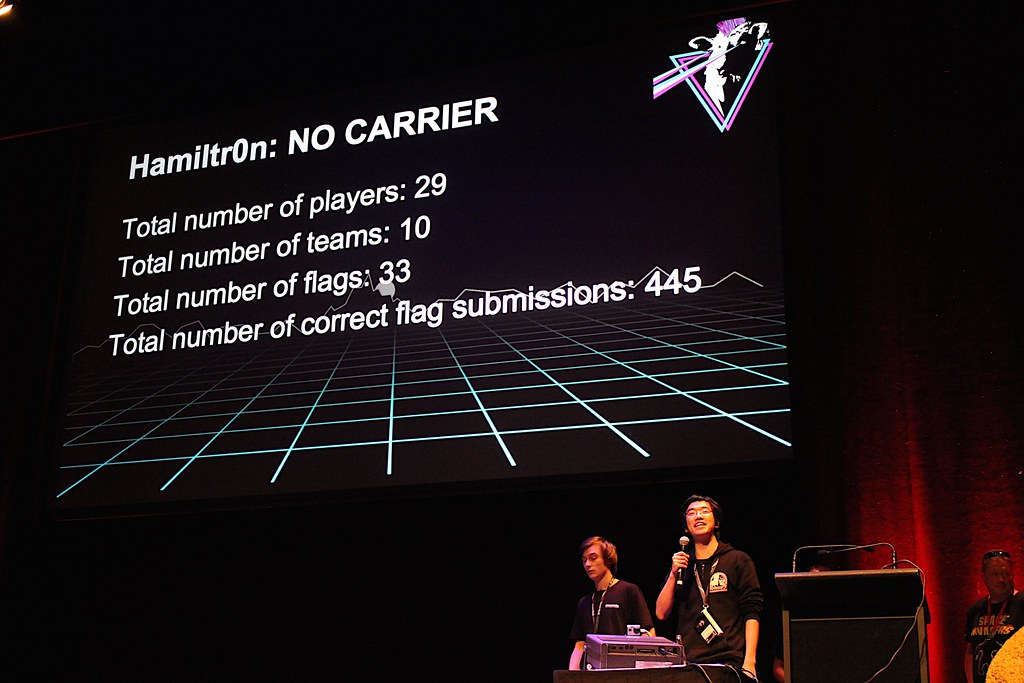 Hamiltr0n: NO CARRIER
Total number of players: 29
Total number of teams: 10
Total number of flags: 33
Total number of correct flag submissions: 445
SPACE